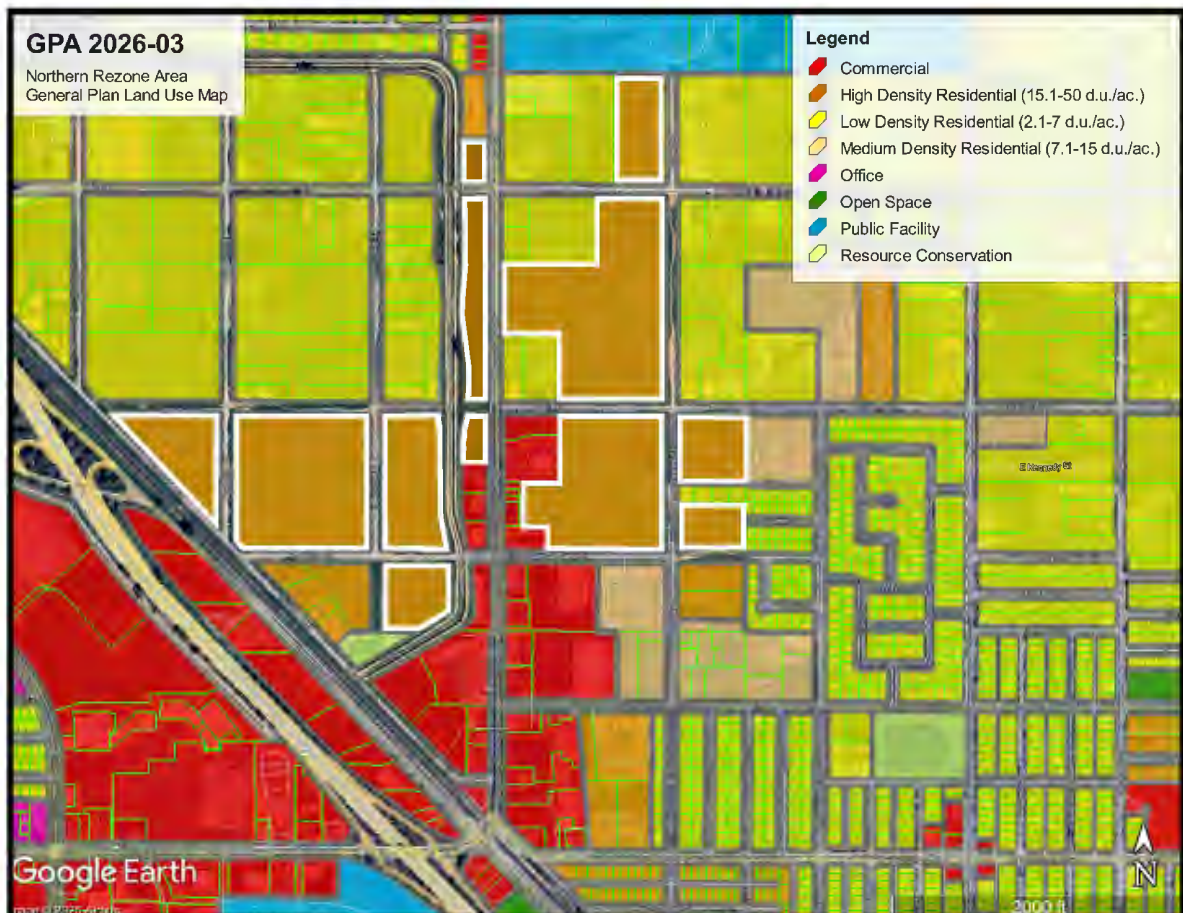 GPA 2026-03
Northern Rezone Area
General Plan Land Use Map
Legend
Commercial
High Density Residential (15.1-50 d.u./ac.)
Low Density Residential (2.1-7 d.u./ac.)
Medium Density Residential (7.1-15 d.u./ac.)
Office
Open Space
Public Facility
Resource Conservation
E Kennedy St
N
Google Earth
2000 ft